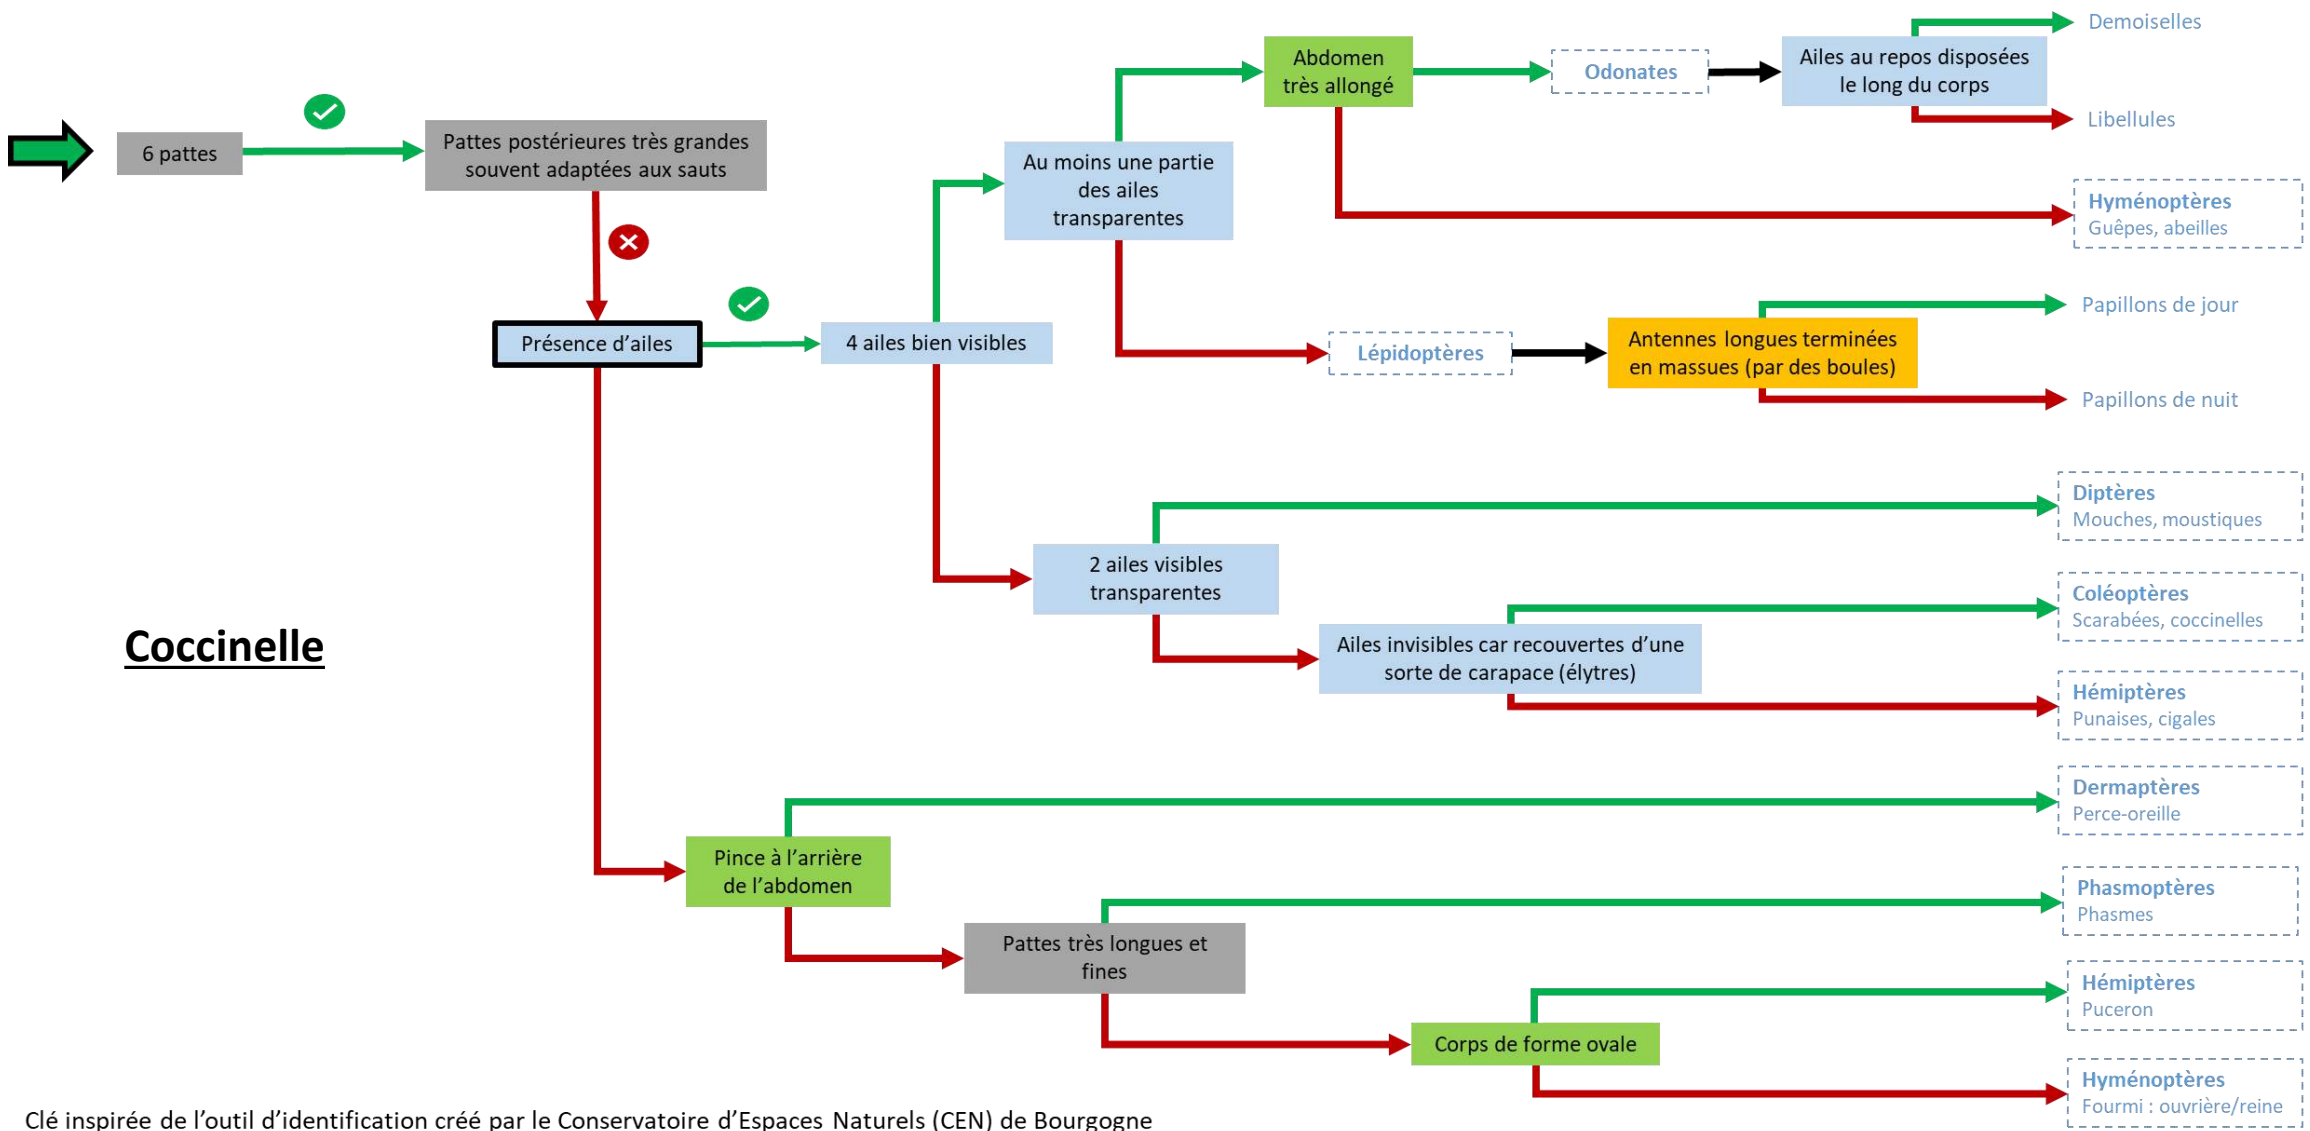 6 pattes
Pattes postérieures très grandes
souvent adaptées aux sauts
Présence d’ailes
4 ailes bien visibles
Au moins une partie
des ailes
transparentes
Abdomen
très allongé
Odonates
Ailes au repos disposées
le long du corps
Demoiselles
Libellules
Hyménoptères
Guêpes, abeilles
Lépidoptères
Antennes longues terminées
en massues (par des boules)
Papillons de jour
Papillons de nuit
2 ailes visibles
transparentes
Diptères
Mouches, moustiques
Ailes invisibles car recouvertes d’une
sorte de carapace (élytres)
Coléoptères
Scarabées, coccinelles
Hémiptères
Punaises, cigales
Coccinelle
Pince à l’arrière
de l’abdomen
Dermaptères
Perce-oreille
Pattes très longues et
fines
Phasmoptères
Phasmes
Corps de forme ovale
Hémiptères
Puceron
Hyménoptères
Fourmi : ouvrière/reine
Clé inspirée de l’outil d’identification créé par le Conservatoire d’Espaces Naturels (CEN) de Bourgogne